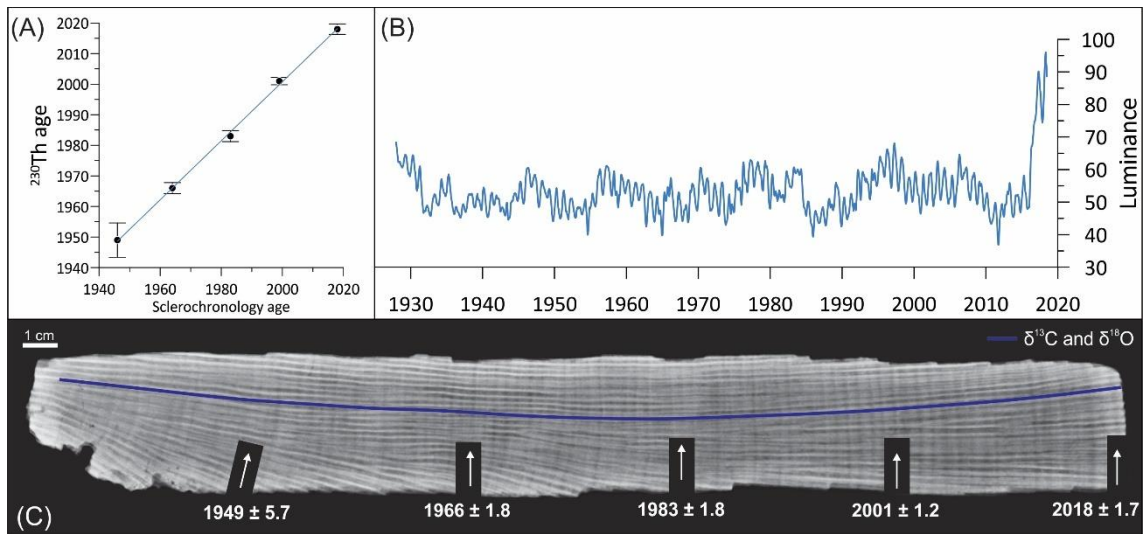 (A)
2020
2010
2000
1990
1980
1970
1960
1950
1940
²³⁰Th age
1940 1960 1980 2000 2020
Sclerochronology age
(B)
100
90
80
70
60
50
40
30
Luminance
1930 1940 1950 1960 1970 1980 1990 2000 2010 2020
1 cm
δ¹³C and δ¹⁸O
1949 ± 5.7 1966 ± 1.8 1983 ± 1.8 2001 ± 1.2 2018 ± 1.7
(C)